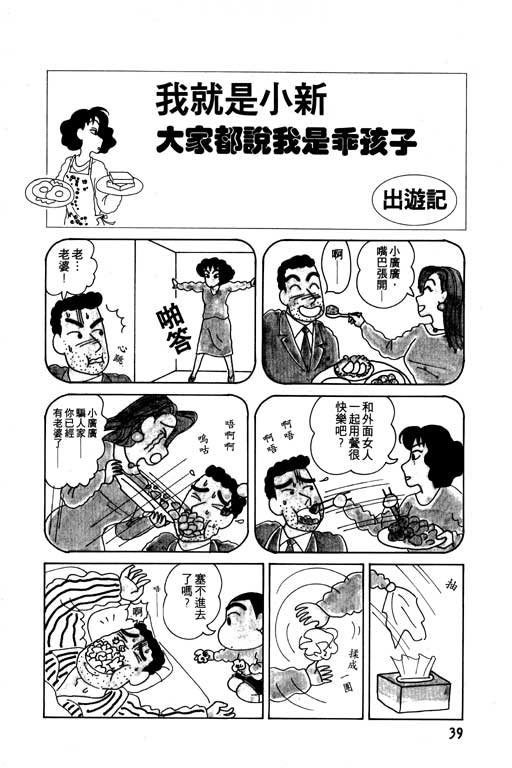 我就是小新
大家都說我是乖孩子
出遊記
小廣廣，
嘴巴張開—
啊——
啪答
老…
老婆！
心跳
和外面女人
一起用餐很
快樂吧？
啊唔
啊唔
唔啊啊
嗚咕
小廣廣
騙人家——
你已經
有老婆了——
抽
揉成一團
塞不進去
了嗎？
唔
啊
39